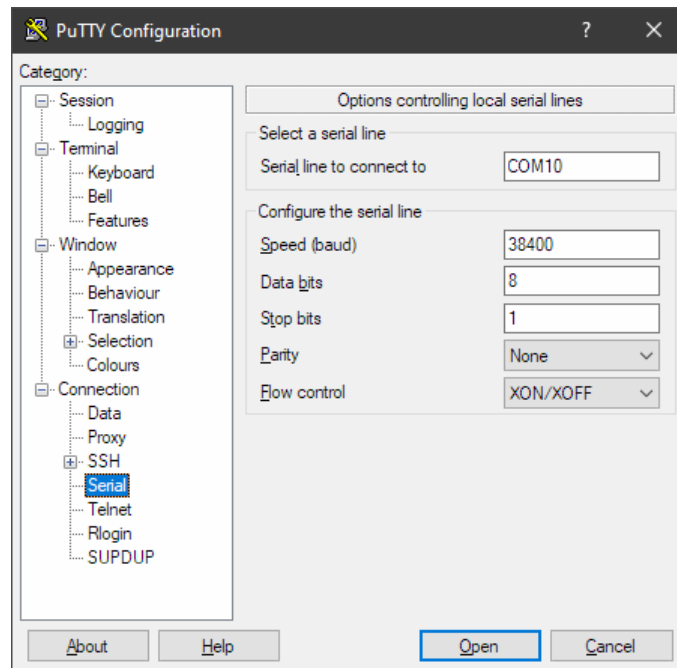 PuTTY Configuration ?
Category:
Session
Logging
Terminal
Keyboard
Bell
Features
Window
Appearance
Behaviour
Translation
Selection
Colours
Connection
Data
Proxy
SSH
Serial
Telnet
Rlogin
SUPDUP
Options controlling local serial lines
Select a serial line
Serial line to connect to COM10
Configure the serial line
Speed (baud) 38400
Data bits 8
Stop bits 1
Parity None
Flow control XON/XOFF
About Help Open Cancel